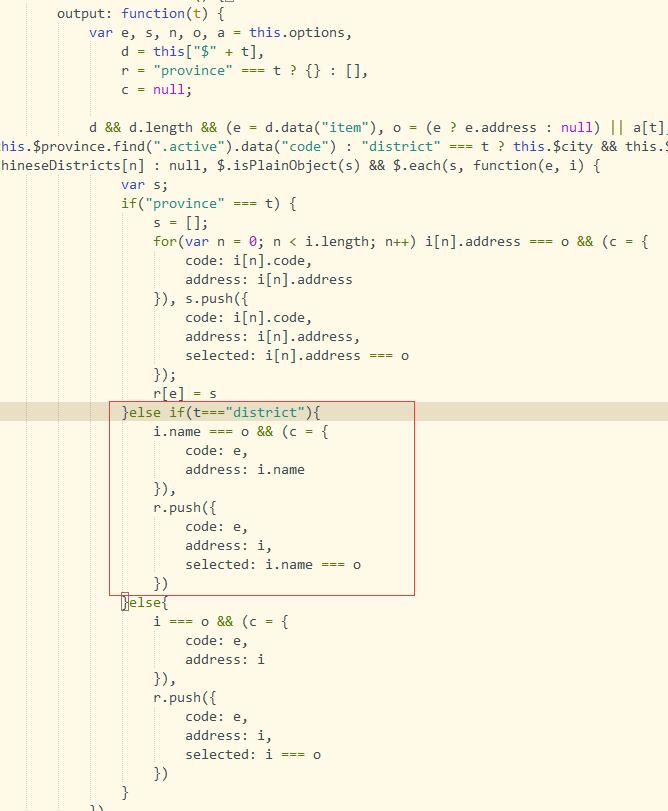 output: function(t) {
var e, s, n, o, a = this.options,
d = this["$" + t],
r = "province" === t ? {} : [],
c = null;
d && d.length && (e = d.data("item"), o = (e ? e.address : null) || a[t],
his.$province.find(".active").data("code") : "district" === t ? this.$city && this.$
hineseDistricts[n] : null, $.isPlainObject(s) && $.each(s, function(e, i) {
var s;
if("province" === t) {
s = [];
for(var n = 0; n < i.length; n++) i[n].address === o && (c = {
code: i[n].code,
address: i[n].address
}), s.push({
code: i[n].code,
address: i[n].address,
selected: i[n].address === o
});
r[e] = s
}else if(t==="district"){
i.name === o && (c = {
code: e,
address: i.name
}),
r.push({
code: e,
address: i,
selected: i.name === o
})
}else{
i === o && (c = {
code: e,
address: i
}),
r.push({
code: e,
address: i,
selected: i === o
})
}
})